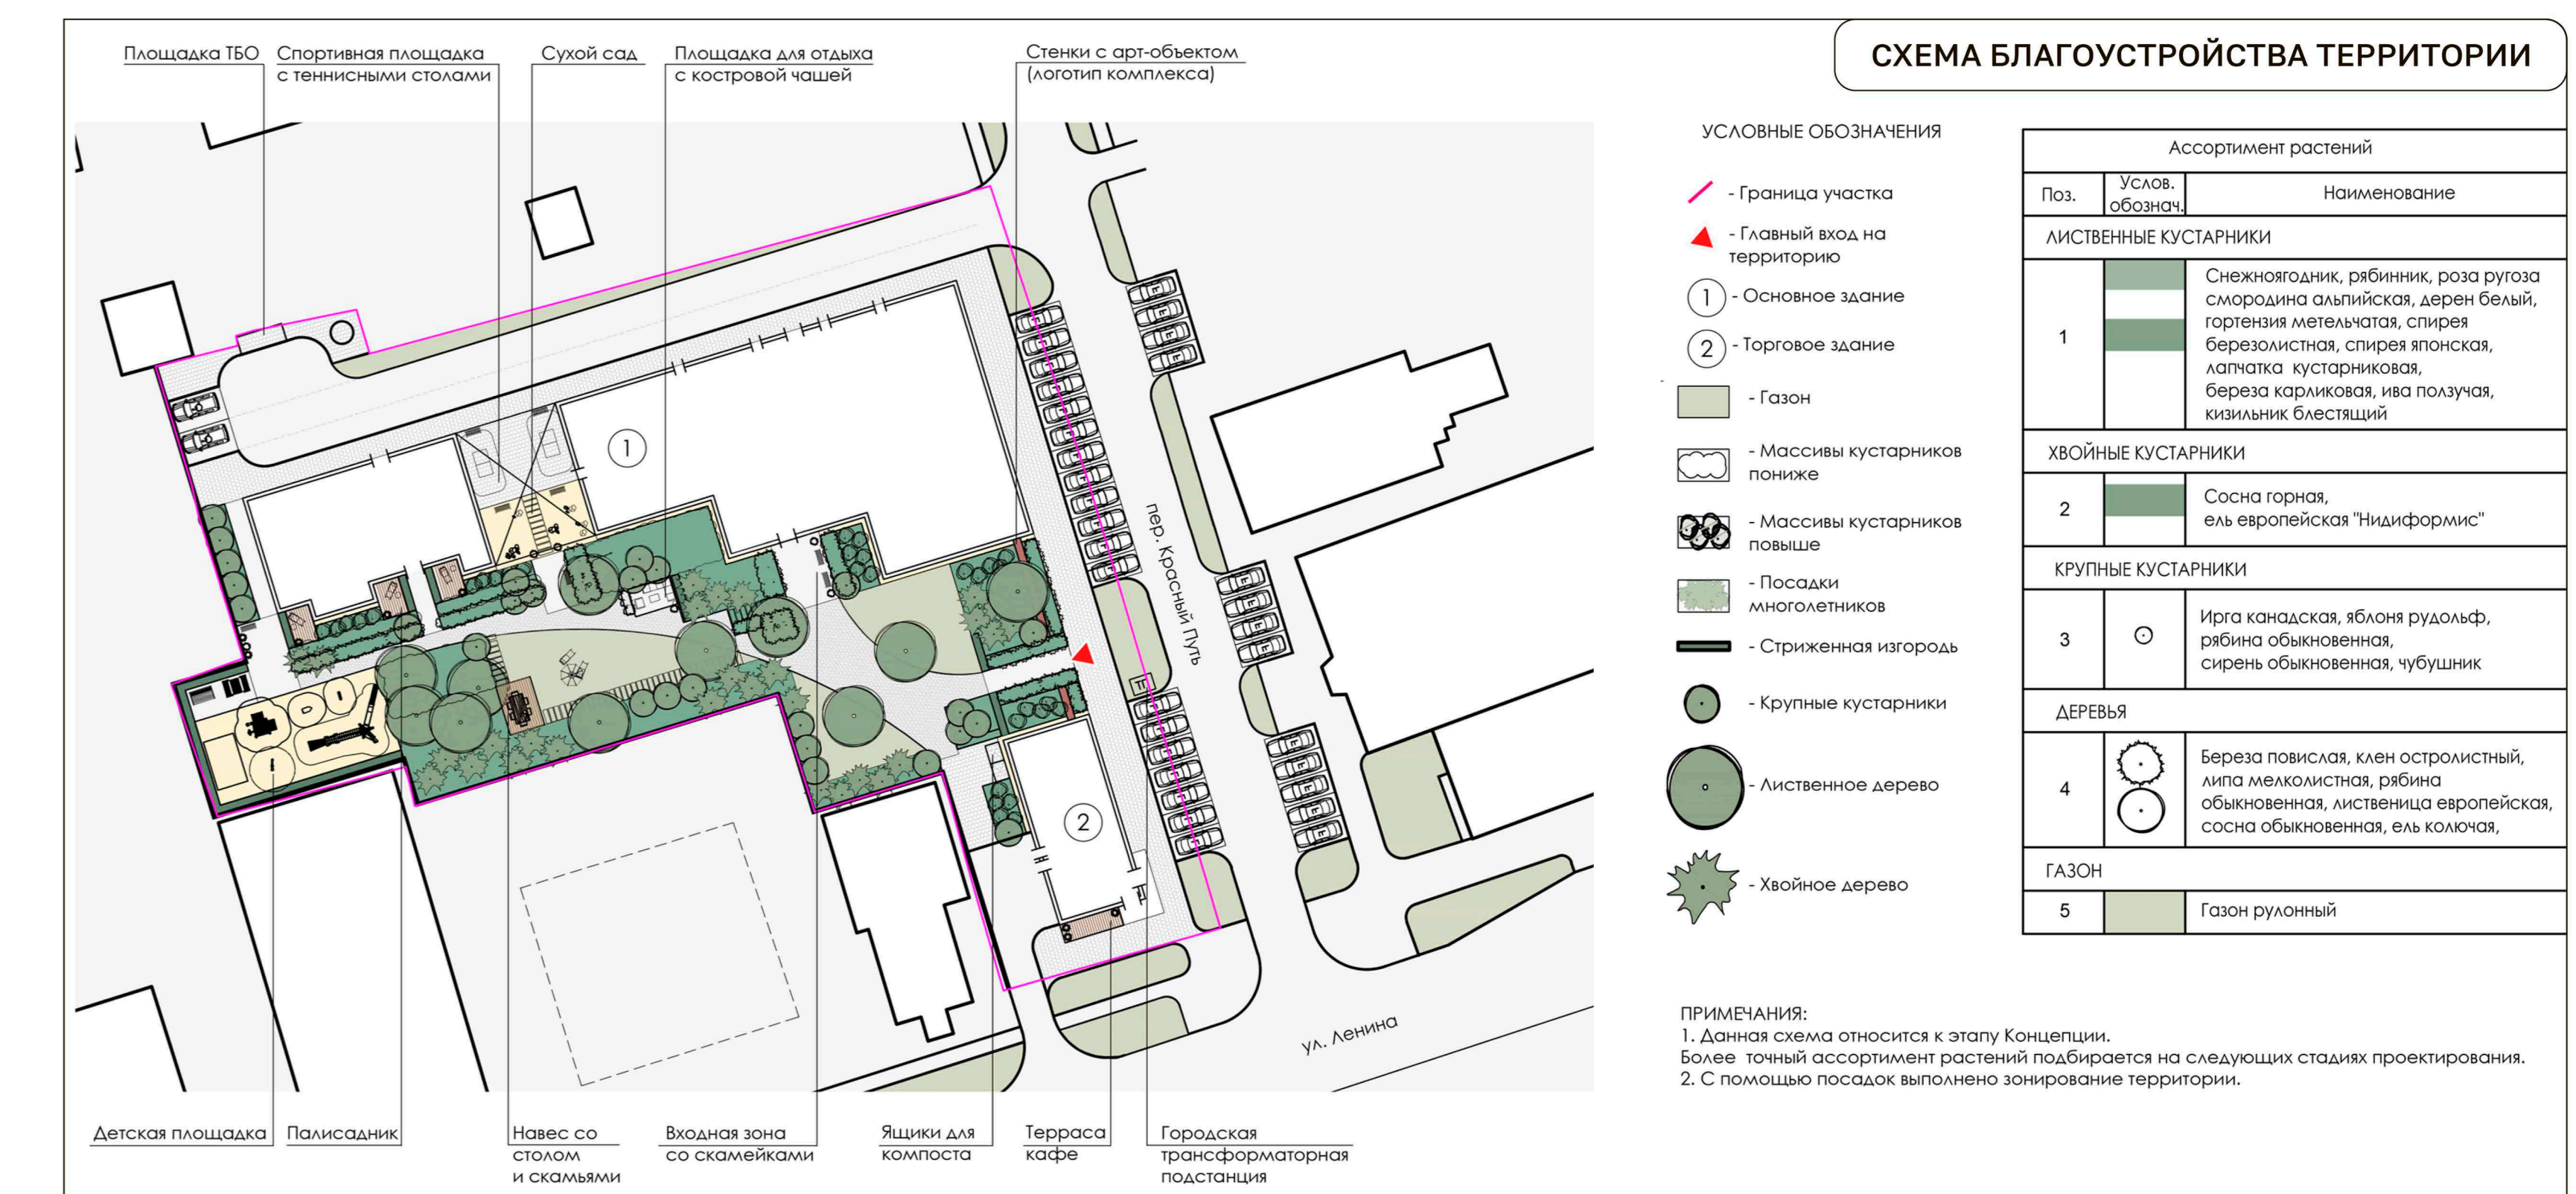 СХЕМА БЛАГОУСТРОЙСТВА ТЕРРИТОРИИ
Площадка ТБО
Спортивная площадка
с теннисными столами
Сухой сад
Площадка для отдыха
с костровой чашей
Стенки с арт-объектом
(логотип комплекса)
1
2
пер. Красный Путь
ТП
ул. Ленина
Детская площадка
Палисадник
Навес со
столом
и скамьями
Входная зона
со скамейками
Ящики для
компоста
Терраса
кафе
Городская
трансформаторная
подстанция
УСЛОВНЫЕ ОБОЗНАЧЕНИЯ
- Граница участка
- Главный вход на
территорию
1 - Основное здание
2 - Торговое здание
- Газон
- Массивы кустарников
пониже
- Массивы кустарников
повыше
- Посадки
многолетников
- Стриженная изгородь
- Крупные кустарники
- Лиственное дерево
- Хвойное дерево
Ассортимент растений
Поз.
Услов.
обознач.
Наименование
ЛИСТВЕННЫЕ КУСТАРНИКИ
1
Снежноягодник, рябинник, роза ругоза
смородина альпийская, дерен белый,
гортензия метельчатая, спирея
березолистная, спирея японская,
лапчатка кустарниковая,
береза карликовая, ива ползучая,
кизильник блестящий
ХВОЙНЫЕ КУСТАРНИКИ
2
Сосна горная,
ель европейская "Нидиформис"
КРУПНЫЕ КУСТАРНИКИ
3
Ирга канадская, яблоня рудольф,
рябина обыкновенная,
сирень обыкновенная, чубушник
ДЕРЕВЬЯ
4
Береза повислая, клен остролистный,
липа мелколистная, рябина
обыкновенная, лиственица европейская,
сосна обыкновенная, ель колючая,
ГАЗОН
5
Газон рулонный
ПРИМЕЧАНИЯ:
1. Данная схема относится к этапу Концепции.
Более точный ассортимент растений подбирается на следующих стадиях проектирования.
2. С помощью посадок выполнено зонирование территории.